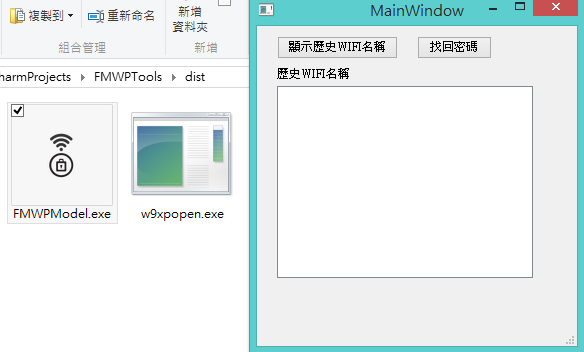 複製到
重新命名
新增
資料夾
組合管理
新增
harmProjects
FMWPTools
dist
FMWPModel.exe
w9xpopen.exe
MainWindow
顯示歷史WIFI名稱
找回密碼
歷史WIFI名稱